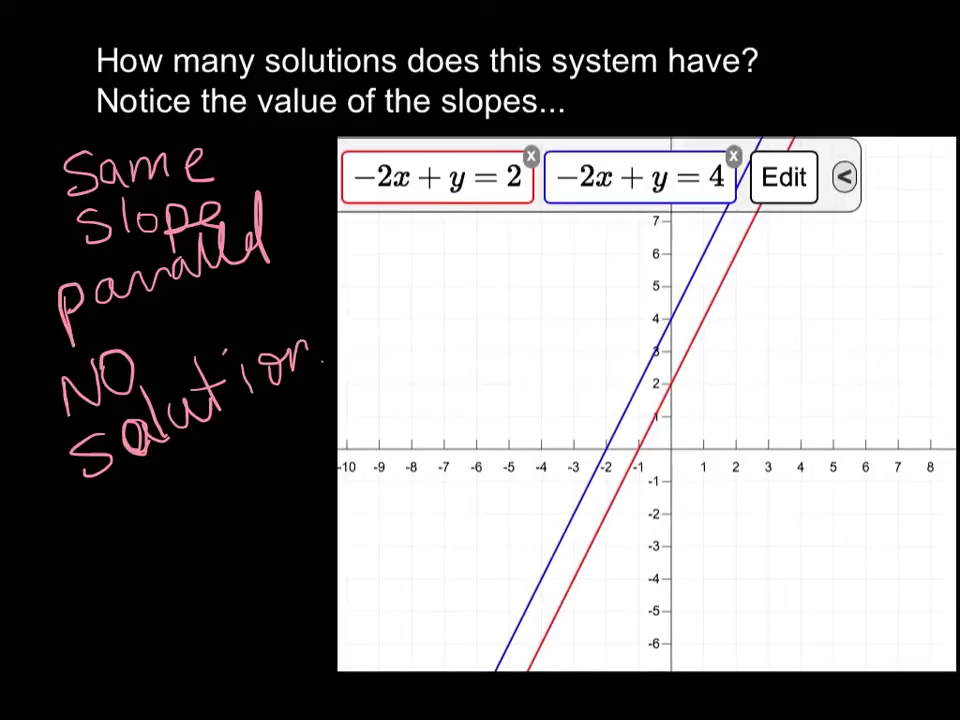 How many solutions does this system have?
Notice the value of the slopes...
same
slope
parallel
NO
solution.
−2x + y = 2
x
−2x + y = 4
x
Edit
<
7
6
5
4
3
2
1
-10 -9 -8 -7 -6 -5 -4 -3 -2 -1 1 2 3 4 5 6 7 8
-1
-2
-3
-4
-5
-6